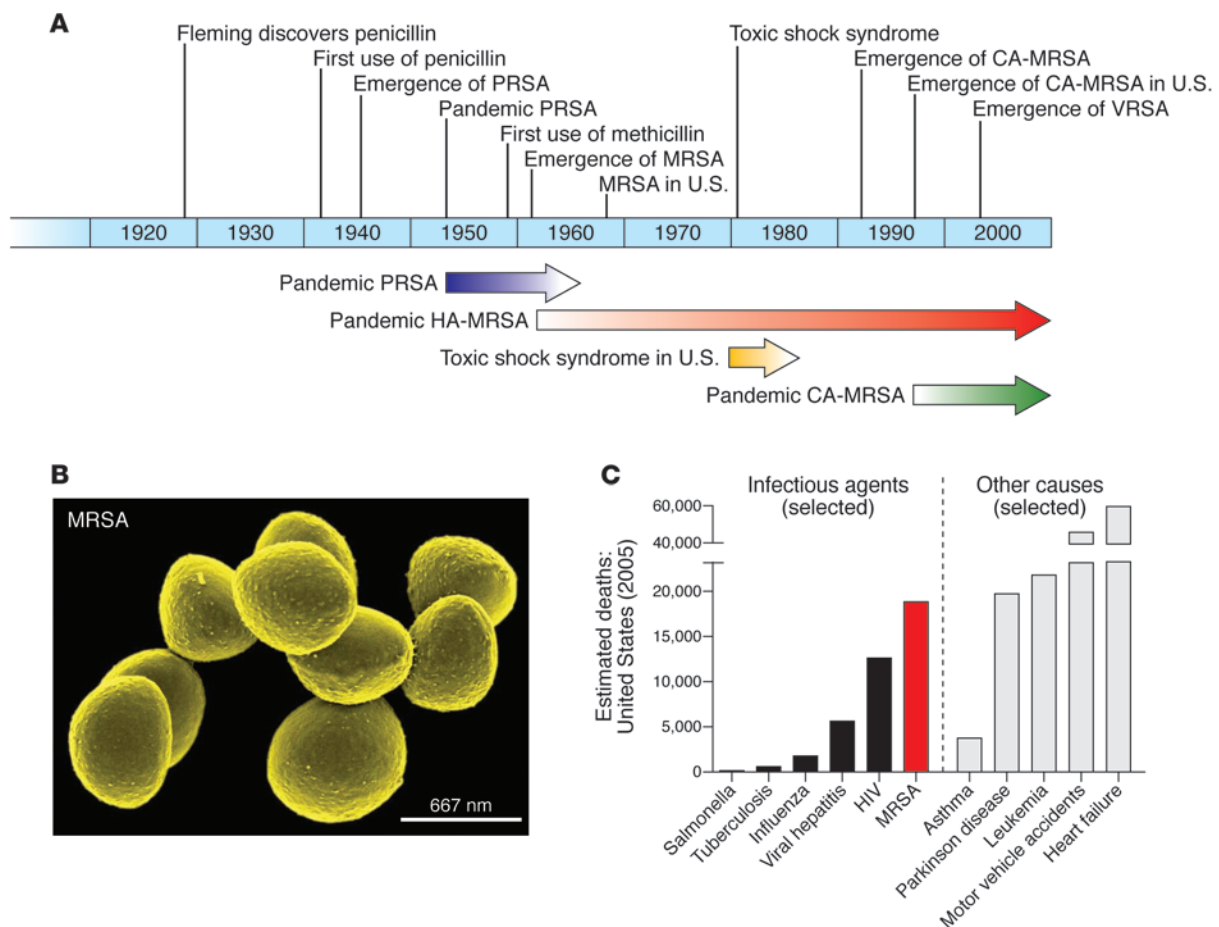 A
Fleming discovers penicillin
Toxic shock syndrome
First use of penicillin
Emergence of CA-MRSA
Emergence of PRSA
Emergence of CA-MRSA in U.S.
Pandemic PRSA
Emergence of VRSA
First use of methicillin
Emergence of MRSA
MRSA in U.S.
1920 1930 1940 1950 1960 1970 1980 1990 2000
Pandemic PRSA
Pandemic HA-MRSA
Toxic shock syndrome in U.S.
Pandemic CA-MRSA
B
MRSA
667 nm
C
Infectious agents
(selected)
Other causes
(selected)
Estimated deaths:
United States (2005)
60,000
40,000
20,000
15,000
10,000
5,000
0
Salmonella
Tuberculosis
Influenza
Viral hepatitis
HIV
MRSA
Asthma
Parkinson disease
Leukemia
Motor vehicle accidents
Heart failure